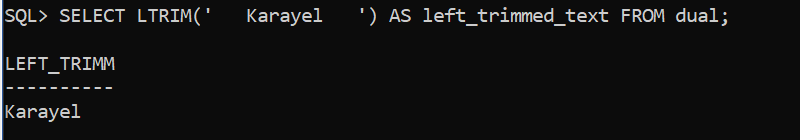 SQL> SELECT LTRIM('   Karayel   ') AS left_trimmed_text FROM dual;
LEFT_TRIMM
----------
Karayel